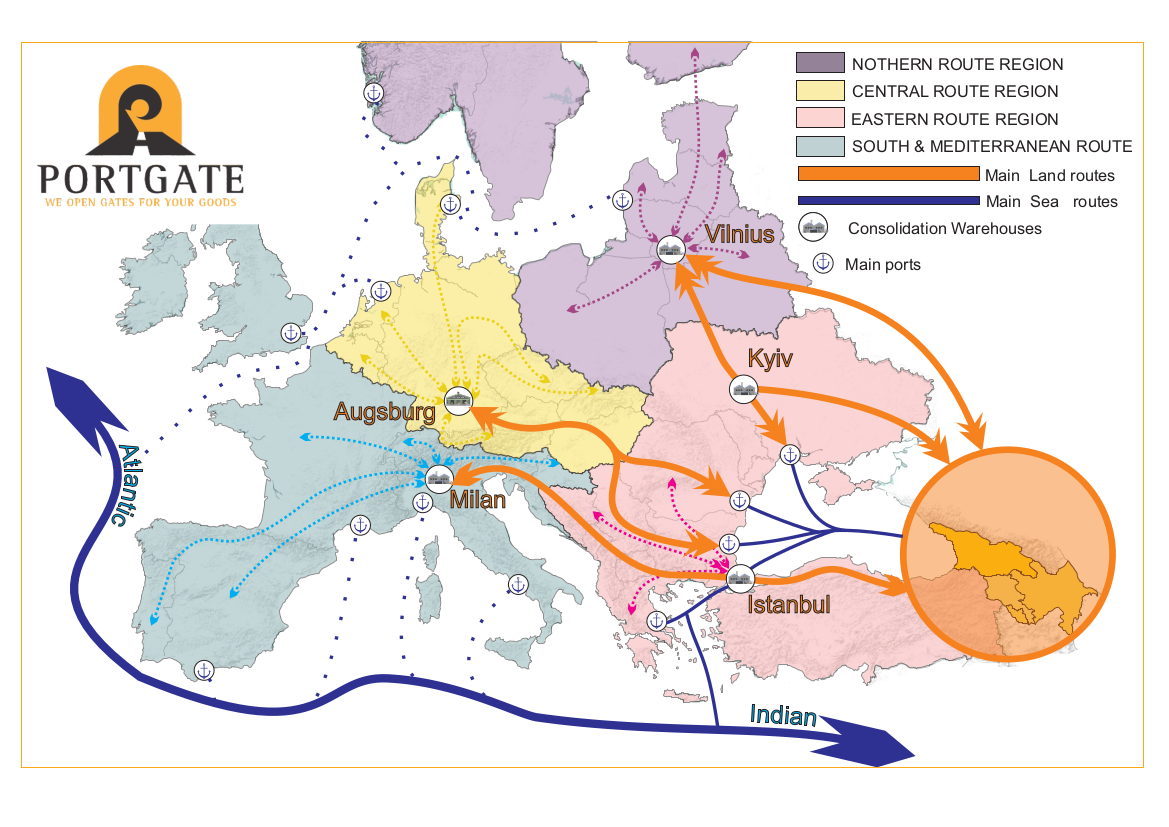 PORTGATE
WE OPEN GATES FOR YOUR GOODS
NOTHERN ROUTE REGION
CENTRAL ROUTE REGION
EASTERN ROUTE REGION
SOUTH & MEDITERRANEAN ROUTE
Main Land routes
Main Sea routes
Consolidation Warehouses
Main ports
Vilnius
Kyiv
Augsburg
Atlantic
Milan
Istanbul
Indian